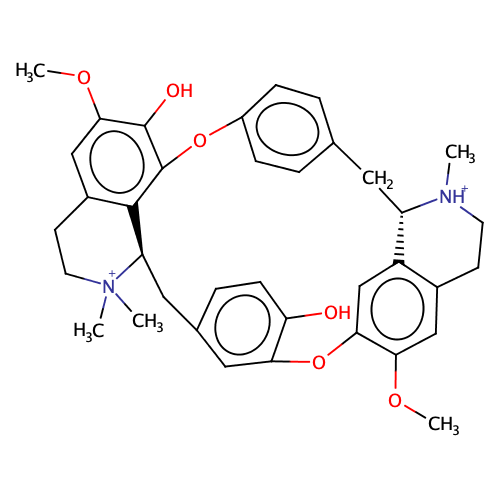 H₃C O OH
O
CH₂
CH₃
NH⁺
N⁺
H₃C CH₃
OH
O
O
CH₃